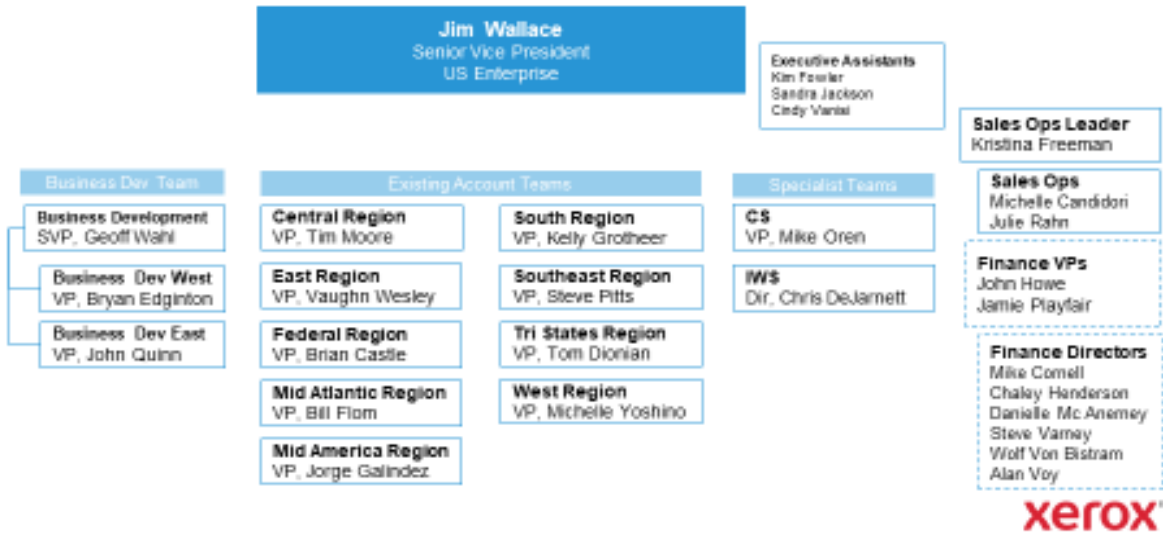 Jim Wallace
Senior Vice President
US Enterprise
Executive Assistants
Kim Fowler
Sandra Jackson
Cindy
Sales Ops Leader
Kristina Freeman
Business Dev Team
Business Development
SVP, Geoff Wahl
Business Dev West
VP, Bryan Edginton
Business Dev East
VP, John Quinn
Existing Account Teams
Central Region
VP, Tim Moore
East Region
VP, Vaughn Wesley
Federal Region
VP, Brian Castle
Mid Atlantic Region
VP, Bill Flom
Mid America Region
VP, Jorge Galindez
South Region
VP, Kelly Grotheer
Southeast Region
VP, Steve Pitts
Tri States Region
VP, Tom Dionian
West Region
VP, Michelle Yoshino
Specialist Teams
CS
VP, Mike Oren
IWS
Dir, Chris DeJarnett
Sales Ops
Michelle Candidori
Julie Rahn
Finance VPs
John Howe
Jamie Playfair
Finance Directors
Mike
Chaley Henderson
Danielle Mc
Steve Varney
Wolf Von Bistram
Alan Voy
xerox